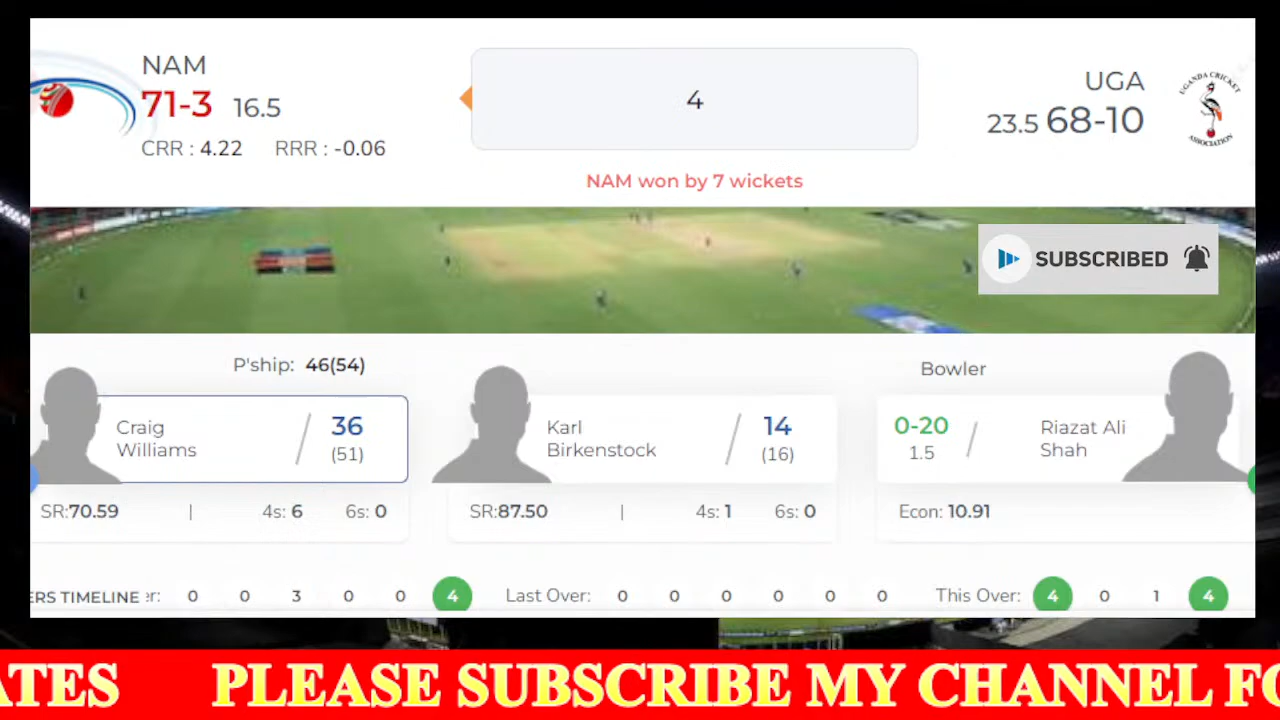 NAM
71-3 16.5
CRR : 4.22 RRR : -0.06
4
NAM won by 7 wickets
UGA
23.5 68-10
UGANDA CRICKET
ASSOCIATION
SUBSCRIBED
P'ship: 46(54)
Craig
Williams
36
(51)
SR:70.59 | 4s: 6 6s: 0
Karl
Birkenstock
14
(16)
SR:87.50 | 4s: 1 6s: 0
Bowler
0-20
1.5
Riazat Ali
Shah
Econ: 10.91
ERS TIMELINE er: 0 0 3 0 0 4 Last Over: 0 0 0 0 0 0 This Over: 4 0 1 4
ATES PLEASE SUBSCRIBE MY CHANNEL FO